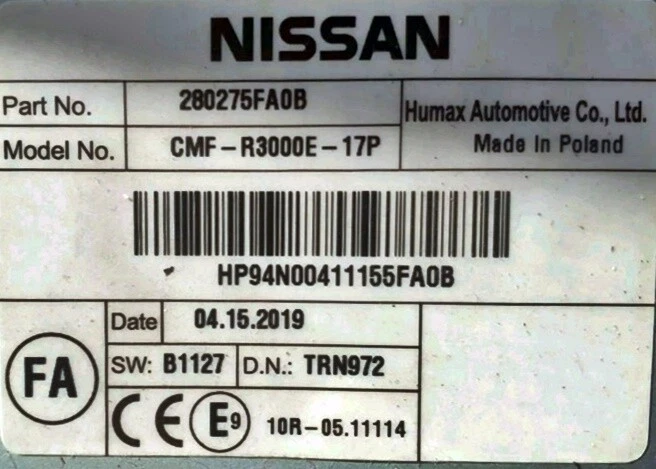 NISSAN
Part No. 280275FA0B Humax Automotive Co., Ltd.
Model No. CMF-R3000E-17P Made In Poland
HP94N00411155FA0B
Date 04.15.2019
FA SW: B1127 D.N.: TRN972
CE E9 10R-05.11114